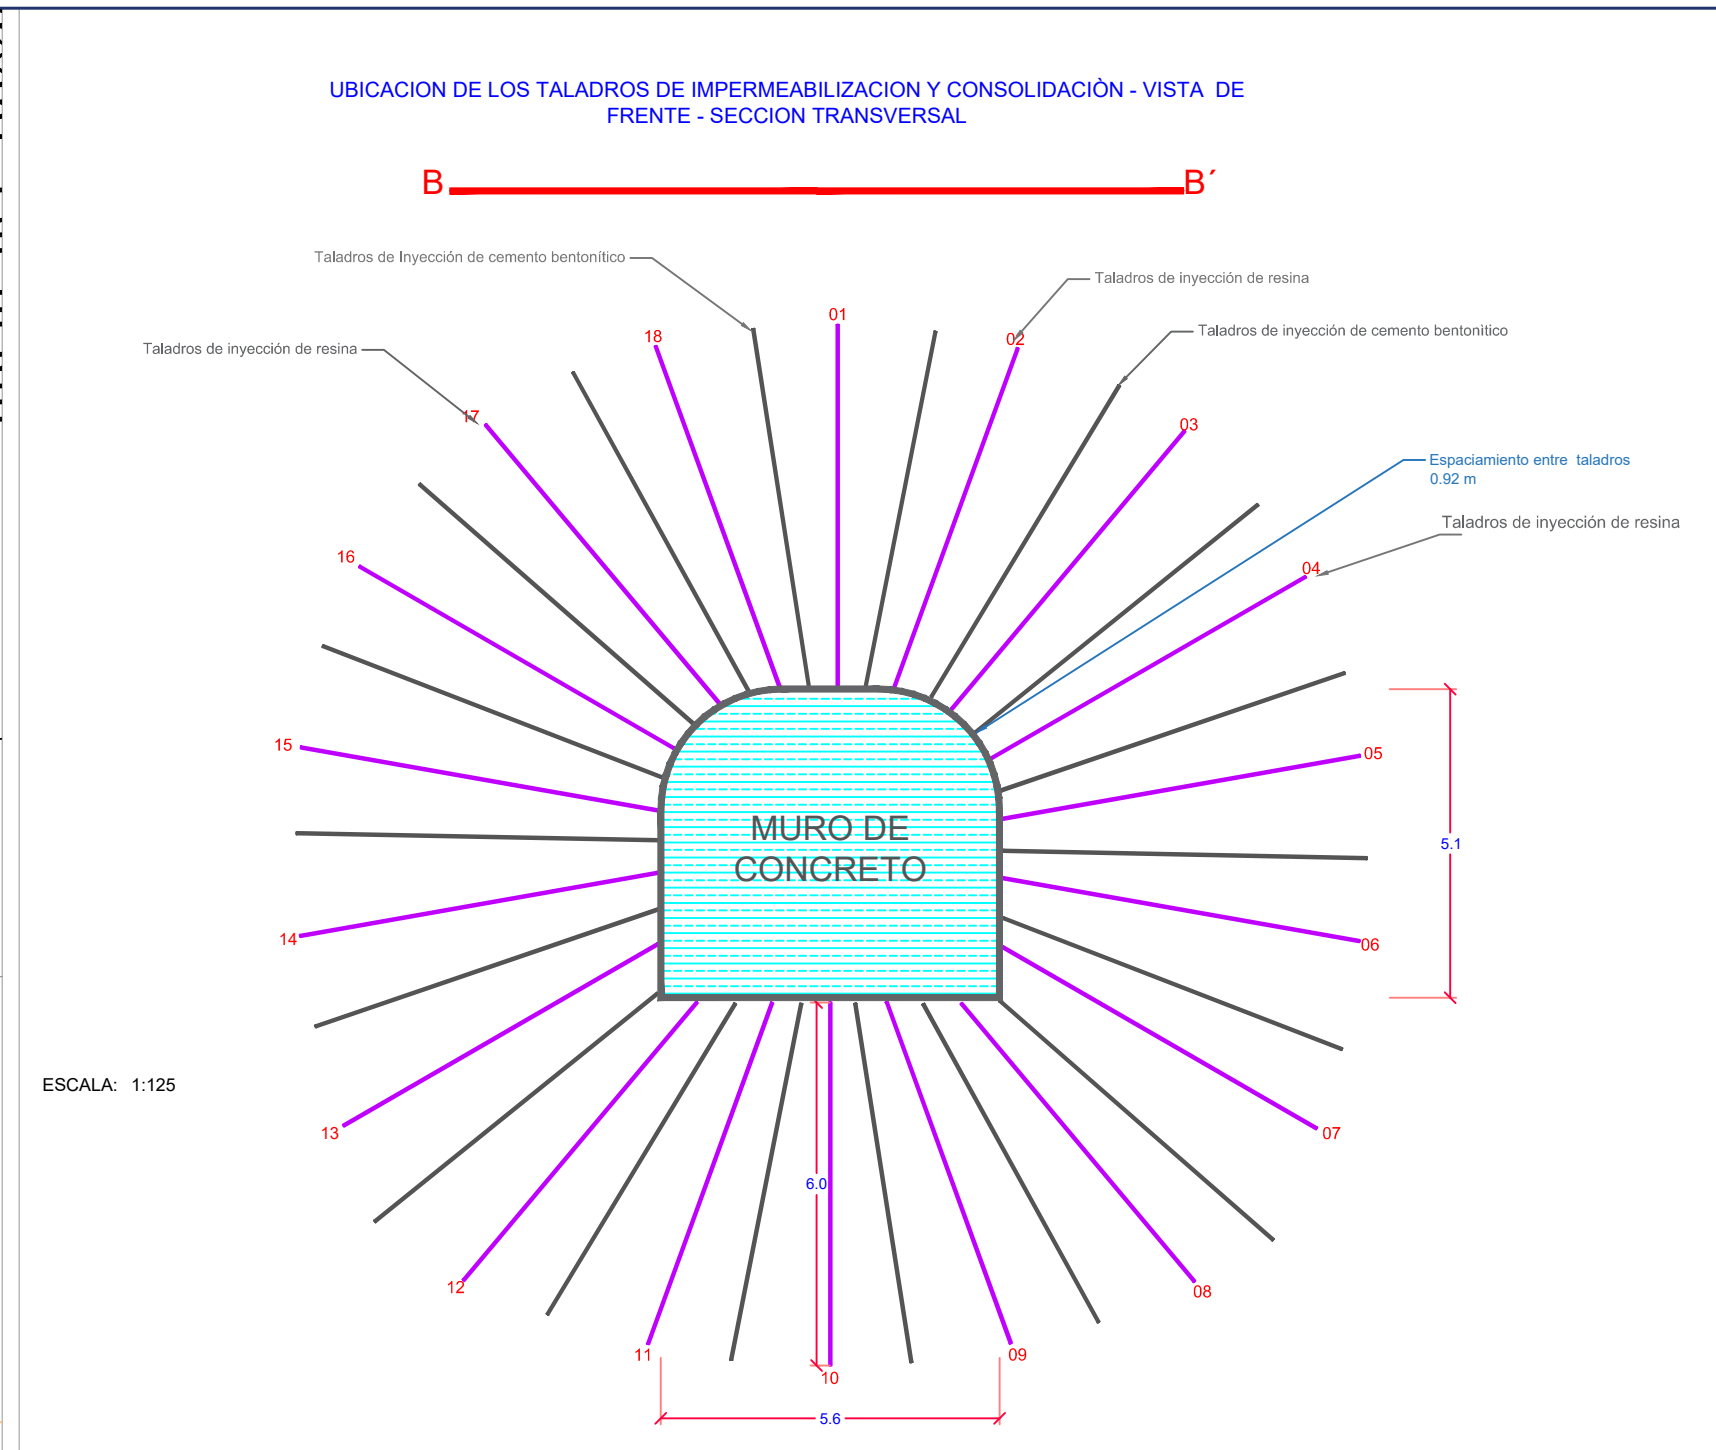 UBICACION DE LOS TALADROS DE IMPERMEABILIZACION Y CONSOLIDACIÒN - VISTA DE
FRENTE - SECCION TRANSVERSAL
B
B´
Taladros de Inyección de cemento bentonítico
Taladros de inyección de resina
01
18
02
Taladros de inyección de cemento bentonìtico
Taladros de inyección de resina
17
03
Espaciamiento entre taladros
0.92 m
Taladros de inyección de resina
16
04
15
05
MURO DE
CONCRETO
5.1
14
06
ESCALA: 1:125
13
07
6.0
12
08
11
09
10
5.6